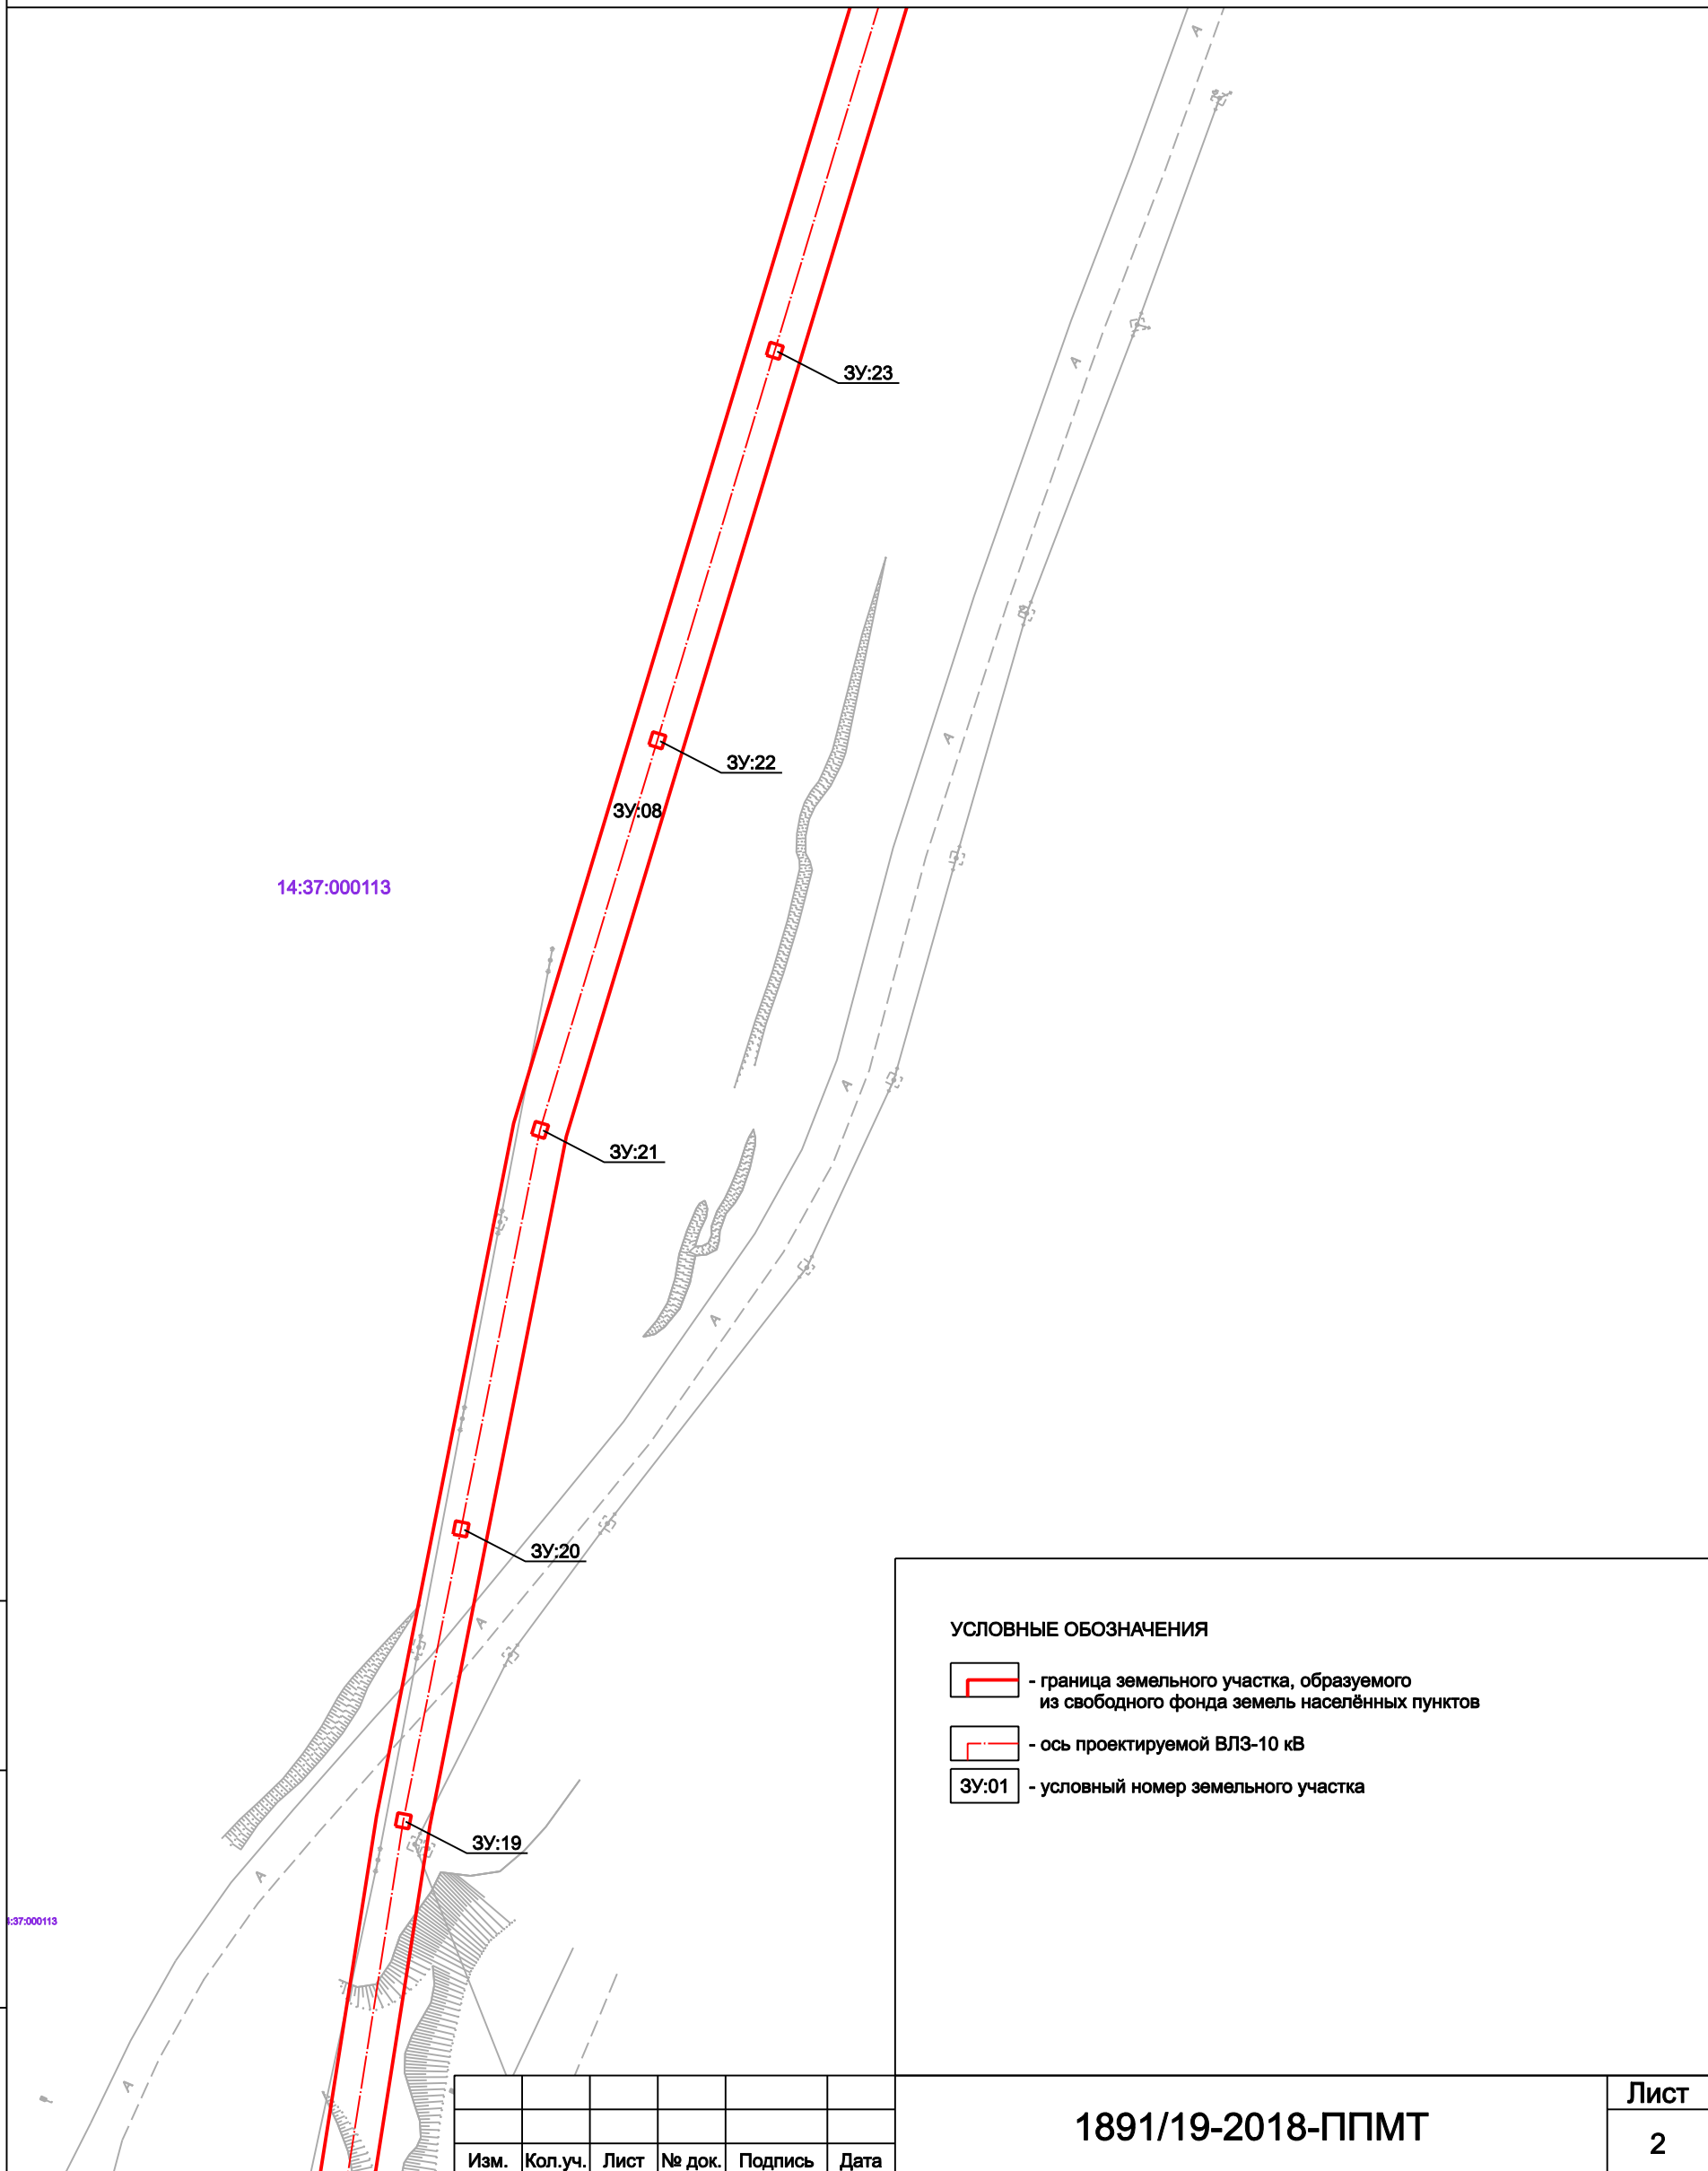 А
ЗУ:23
А
ЗУ:22
А
ЗУ:08
14:37:000113
А
ЗУ:21
А
ЗУ:20
А
УСЛОВНЫЕ ОБОЗНАЧЕНИЯ
- граница земельного участка, образуемого
из свободного фонда земель населённых пунктов
- ось проектируемой ВЛЗ-10 кВ
ЗУ:01 - условный номер земельного участка
ЗУ:19
А
:37:000113
А
1891/19-2018-ППМТ
Лист
2
Изм. Кол.уч. Лист № док. Подпись Дата